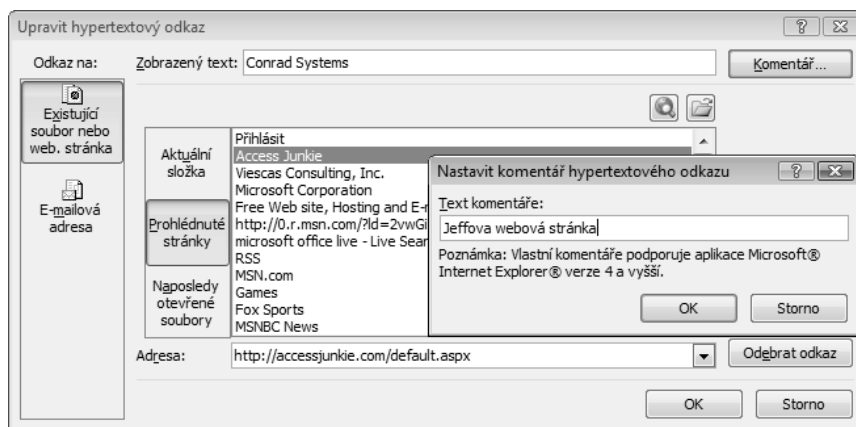 Upravit hypertextový odkaz
Odkaz na:
Zobrazený text: Conrad Systems
Komentář...
Existující
soubor nebo
web. stránka
E-mailová
adresa
Aktuální
složka
Prohlédnuté
stránky
Naposledy
otevřené
soubory
Přihlásit
Access Junkie
Viescas Consulting, Inc.
Microsoft Corporation
Free Web site, Hosting and E-r
http://0.r.msn.com/?ld=2vwGi
microsoft office live - Live Sear
RSS
MSN.com
Games
Fox Sports
MSNBC News
Nastavit komentář hypertextového odkazu
Text komentáře:
Jeffova webová stránka
Poznámka: Vlastní komentáře podporuje aplikace Microsoft®
Internet Explorer® verze 4 a vyšší.
OK
Storno
Adresa: http://accessjunkie.com/default.aspx
Odebrat odkaz
OK
Storno